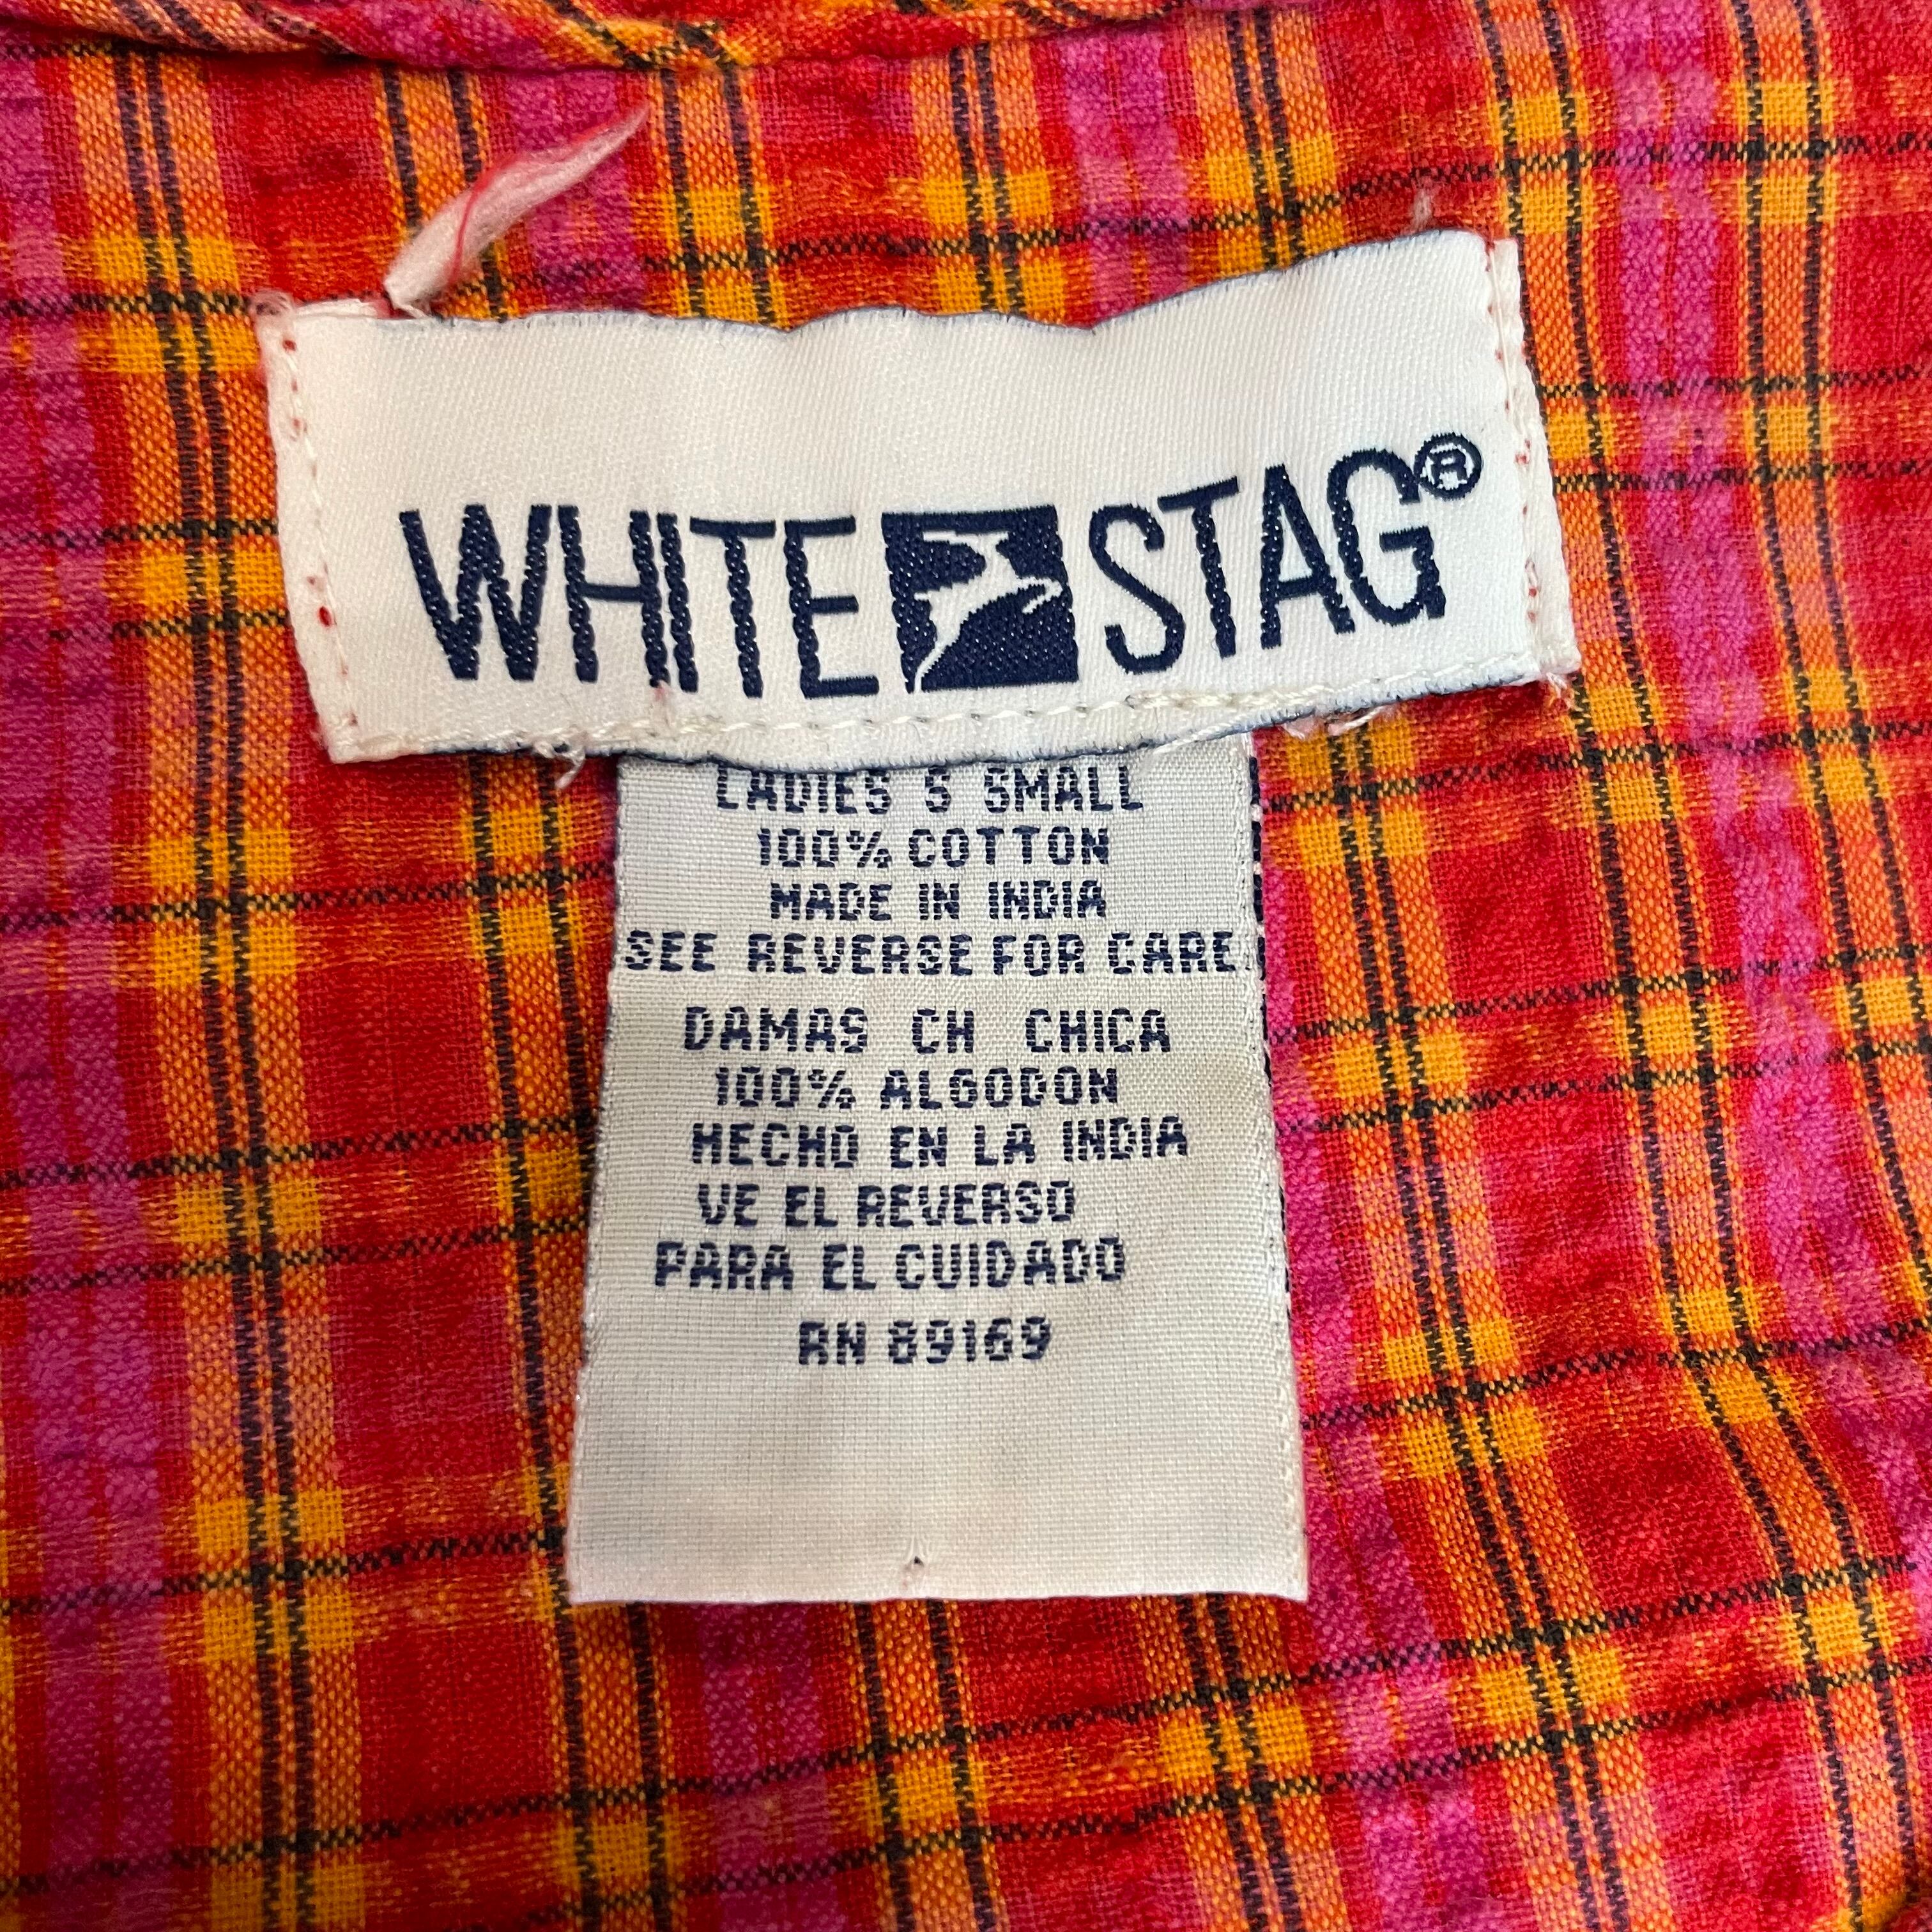 WHITE STAG®
LADIES S SMALL
100% COTTON
MADE IN INDIA
SEE REVERSE FOR CARE
DAMAS CH CHICA
100% ALGODON
HECHO EN LA INDIA
VE EL REVERSO
PARA EL CUIDADO
RN 89169